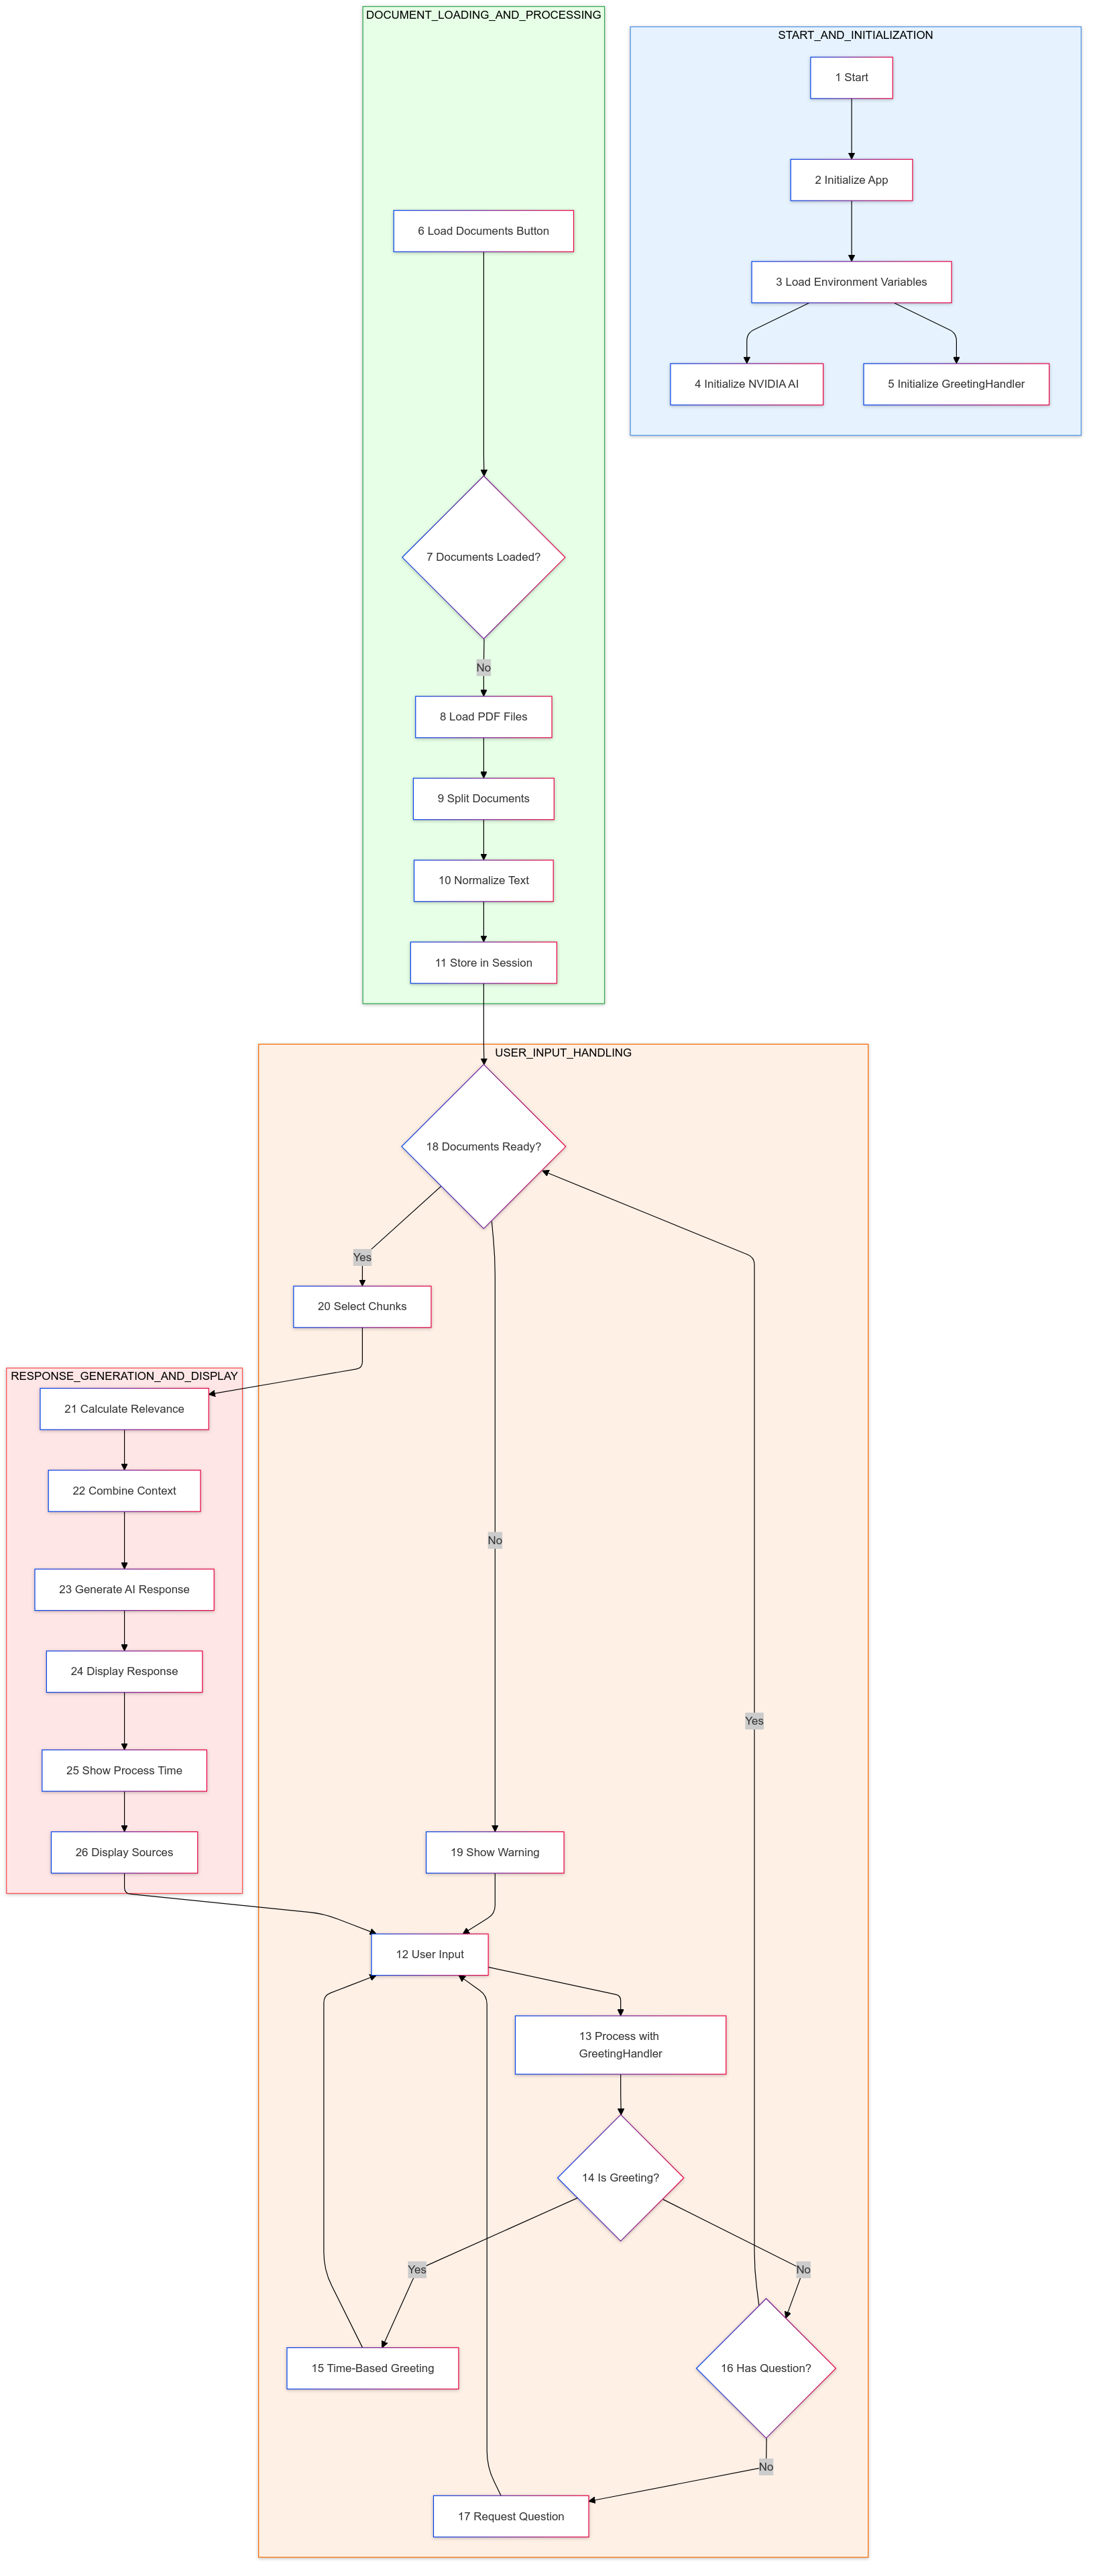 DOCUMENT_LOADING_AND_PROCESSING
START_AND_INITIALIZATION
1 Start
2 Initialize App
3 Load Environment Variables
4 Initialize NVIDIA AI
5 Initialize GreetingHandler
6 Load Documents Button
7 Documents Loaded?
No
8 Load PDF Files
9 Split Documents
10 Normalize Text
11 Store in Session
USER_INPUT_HANDLING
18 Documents Ready?
Yes
20 Select Chunks
RESPONSE_GENERATION_AND_DISPLAY
21 Calculate Relevance
22 Combine Context
No
23 Generate AI Response
24 Display Response
Yes
25 Show Process Time
26 Display Sources
19 Show Warning
12 User Input
13 Process with
GreetingHandler
14 Is Greeting?
Yes
No
15 Time-Based Greeting
16 Has Question?
No
17 Request Question